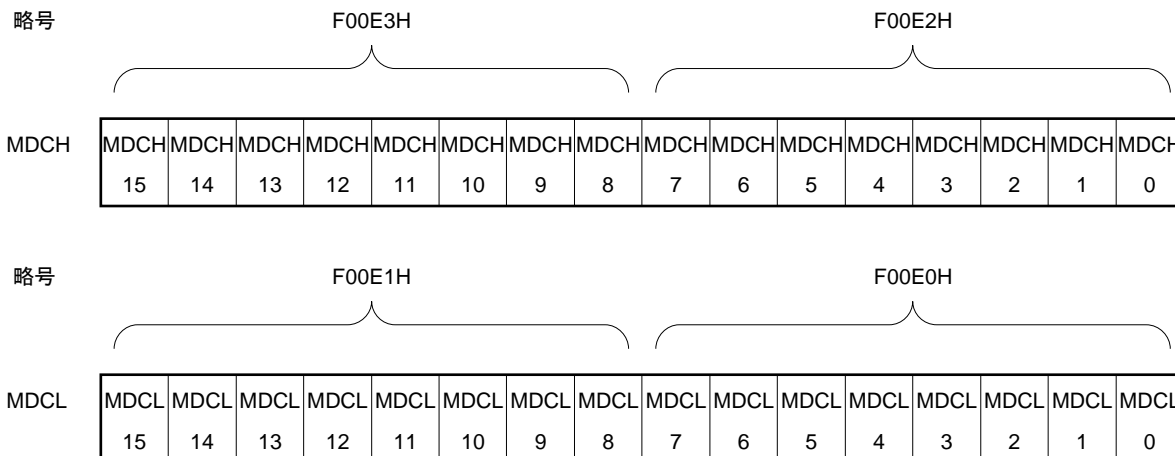 略号 F00E3H F00E2H
MDCH MDCH MDCH MDCH MDCH MDCH MDCH MDCH MDCH MDCH MDCH MDCH MDCH MDCH MDCH MDCH MDCH
15 14 13 12 11 10 9 8 7 6 5 4 3 2 1 0
略号 F00E1H F00E0H
MDCL MDCL MDCL MDCL MDCL MDCL MDCL MDCL MDCL MDCL MDCL MDCL MDCL MDCL MDCL MDCL MDCL
15 14 13 12 11 10 9 8 7 6 5 4 3 2 1 0